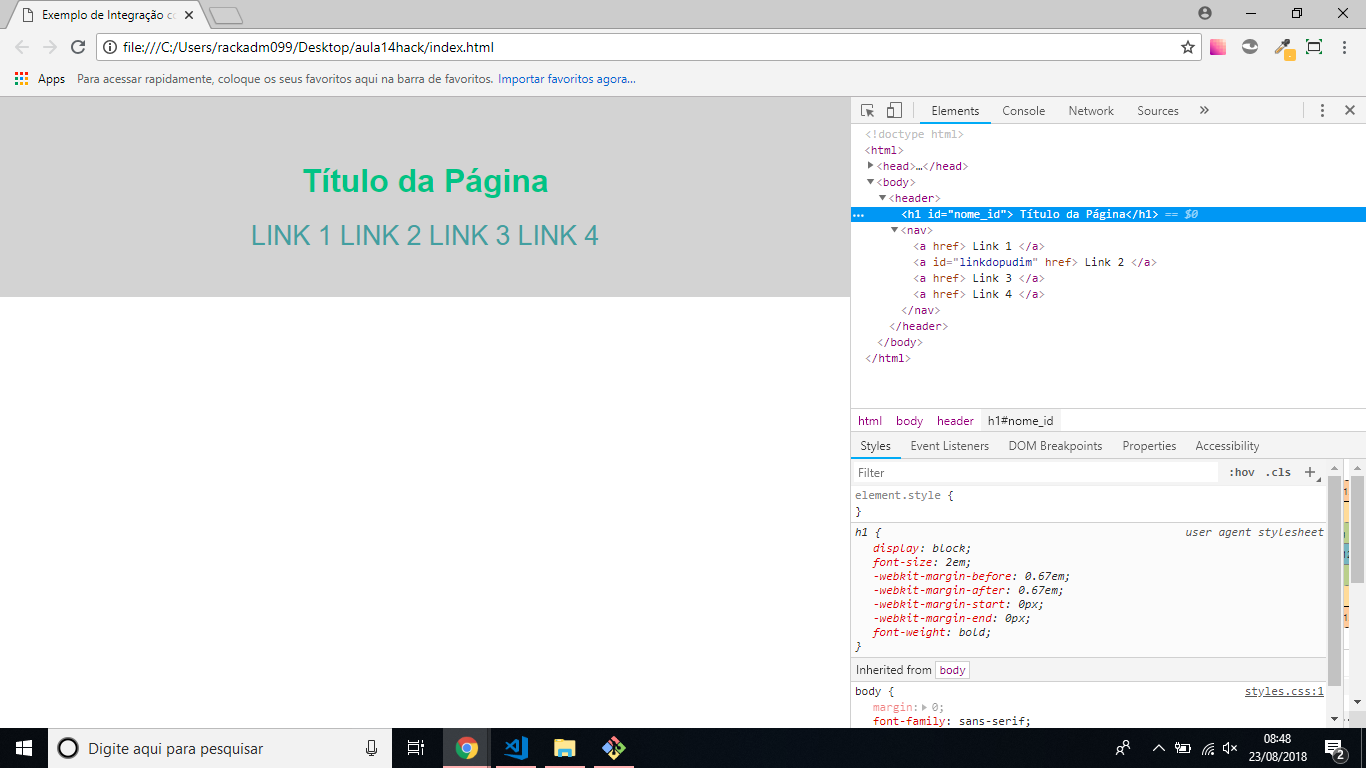 Exemplo de Integração c
file:///C:/Users/rackadm099/Desktop/aula14hack/index.html
Apps Para acessar rapidamente, coloque os seus favoritos aqui na barra de favoritos. Importar favoritos agora...
Título da Página
LINK 1 LINK 2 LINK 3 LINK 4
Elements Console Network Sources »
<!doctype html>
<html>
<head>…</head>
<body>
<header>
… <h1 id="nome_id"> Título da Página</h1> == $0
<nav>
<a href> Link 1 </a>
<a id="linkdopudim" href> Link 2 </a>
<a href> Link 3 </a>
<a href> Link 4 </a>
</nav>
</header>
</body>
</html>
html body header h1#nome_id
Styles Event Listeners DOM Breakpoints Properties Accessibility
Filter :hov .cls +
element.style {
}
h1 { user agent stylesheet
display: block;
font-size: 2em;
-webkit-margin-before: 0.67em;
-webkit-margin-after: 0.67em;
-webkit-margin-start: 0px;
-webkit-margin-end: 0px;
font-weight: bold;
}
Inherited from body
body { styles.css:1
margin: 0;
font-family: sans-serif;
Digite aqui para pesquisar
08:48
23/08/2018
2